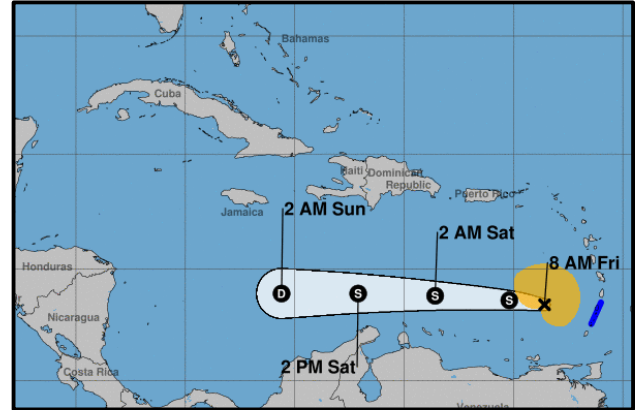 Bahamas
Cuba
Haiti Dominican
Republic
Puerto Rico
Jamaica
2 AM Sun
2 AM Sat
8 AM Fri
Honduras
D
S
S
S
Nicaragua
2 PM Sat
Costa Rica
Venezuela